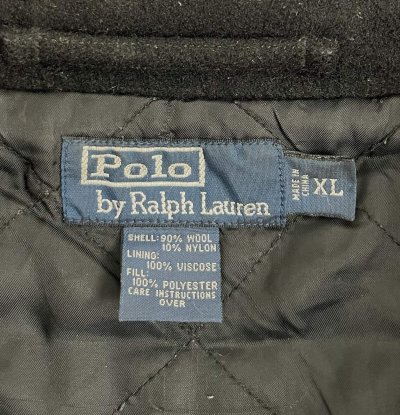 Polo
by Ralph Lauren
MADE IN
CHINA
XL
SHELL: 90% WOOL
10% NYLON
LINING:
100% VISCOSE
FILL:
100% POLYESTER
CARE INSTRUCTIONS
OVER